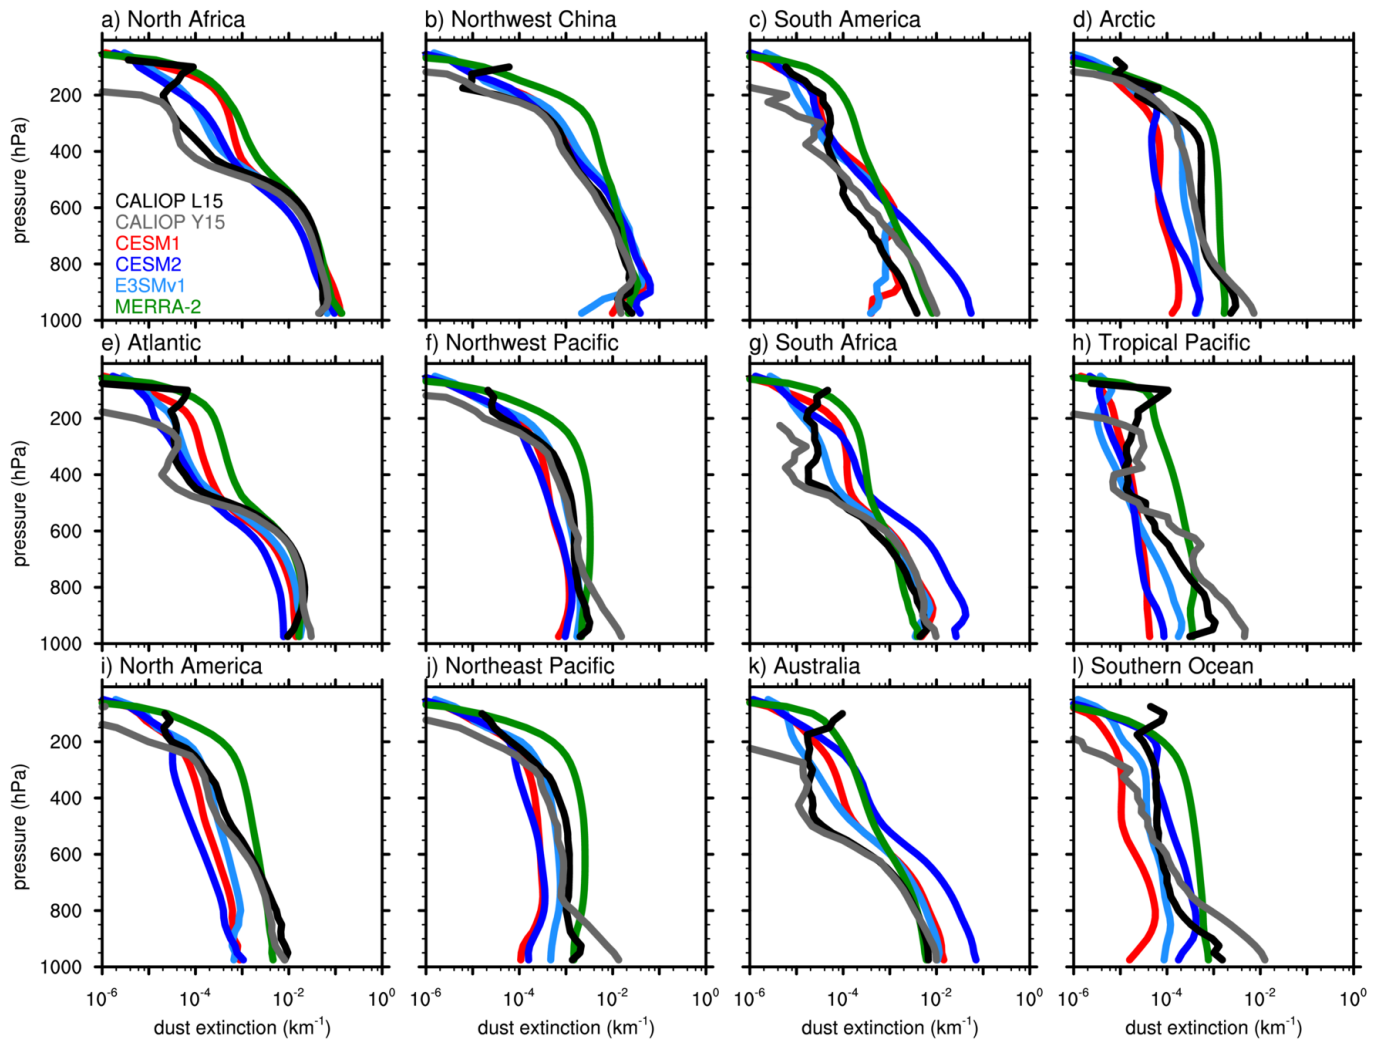 a) North Africa
b) Northwest China
c) South America
d) Arctic
pressure (hPa)
200
400
600
800
1000
CALIOP L15
CALIOP Y15
CESM1
CESM2
E3SMv1
MERRA-2
e) Atlantic
f) Northwest Pacific
g) South Africa
h) Tropical Pacific
pressure (hPa)
200
400
600
800
1000
i) North America
j) Northeast Pacific
k) Australia
l) Southern Ocean
pressure (hPa)
200
400
600
800
1000
10⁻⁶ 10⁻⁴ 10⁻² 10⁰
10⁻⁶ 10⁻⁴ 10⁻² 10⁰
10⁻⁶ 10⁻⁴ 10⁻² 10⁰
10⁻⁶ 10⁻⁴ 10⁻² 10⁰
dust extinction (km⁻¹)
dust extinction (km⁻¹)
dust extinction (km⁻¹)
dust extinction (km⁻¹)